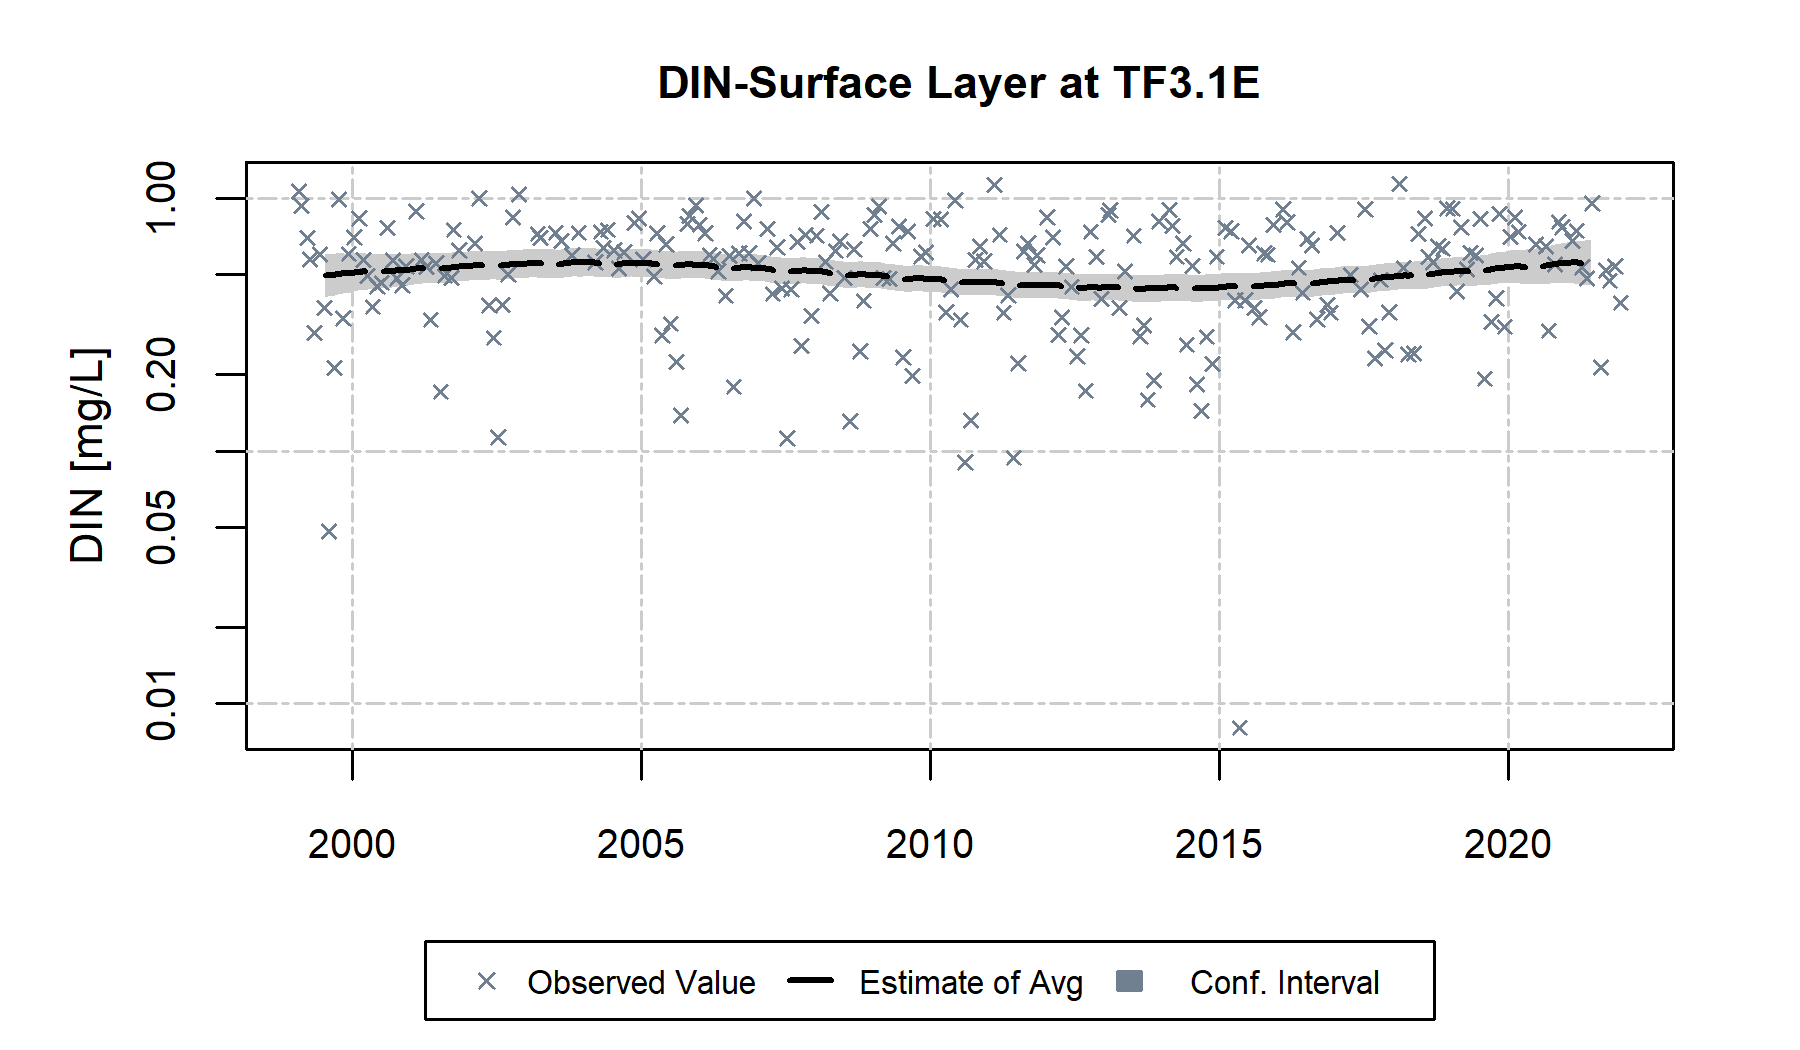 DIN-Surface Layer at TF3.1E
DIN [mg/L]
1.00
0.20
0.05
0.01
2000 2005 2010 2015 2020
Observed Value Estimate of Avg Conf. Interval